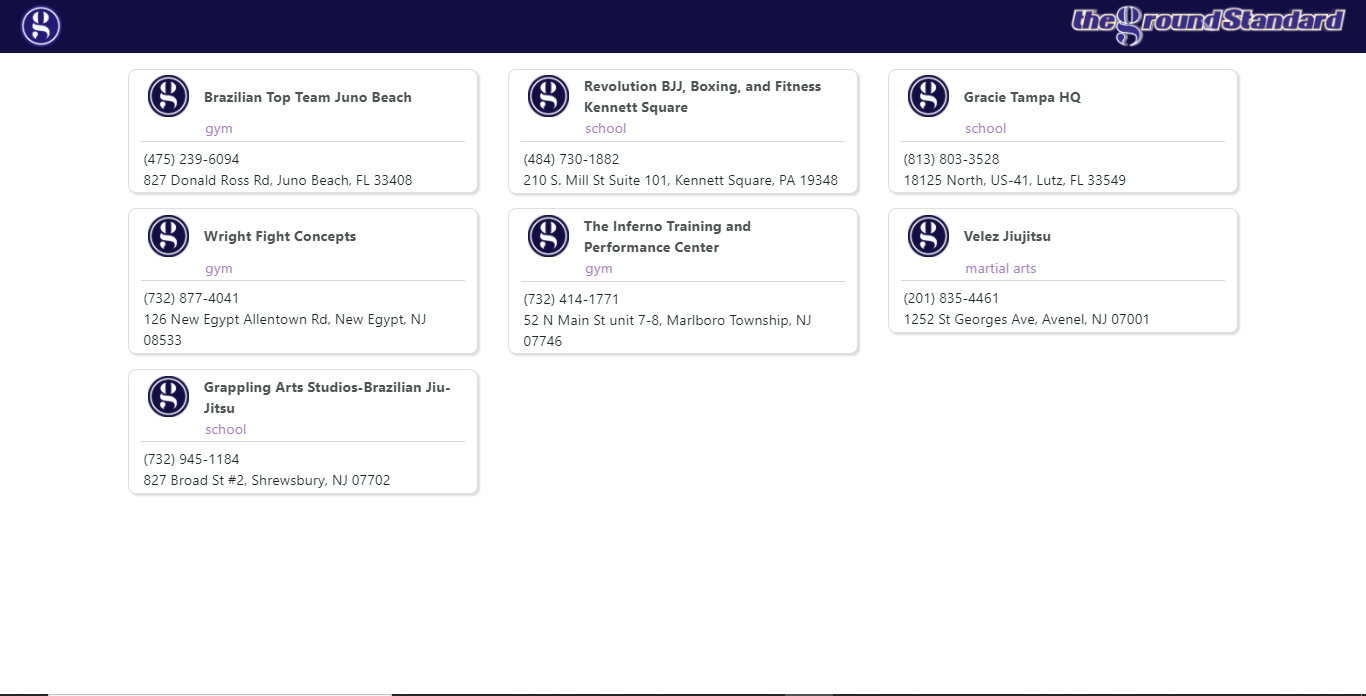 theGroundStandard
Brazilian Top Team Juno Beach
gym
(475) 239-6094
827 Donald Ross Rd, Juno Beach, FL 33408
Revolution BJJ, Boxing, and Fitness
Kennett Square
school
(484) 730-1882
210 S. Mill St Suite 101, Kennett Square, PA 19348
Gracie Tampa HQ
school
(813) 803-3528
18125 North, US-41, Lutz, FL 33549
Wright Fight Concepts
gym
(732) 877-4041
126 New Egypt Allentown Rd, New Egypt, NJ
08533
The Inferno Training and
Performance Center
gym
(732) 414-1771
52 N Main St unit 7-8, Marlboro Township, NJ
07746
Velez Jiujitsu
martial arts
(201) 835-4461
1252 St Georges Ave, Avenel, NJ 07001
Grappling Arts Studios-Brazilian Jiu-
Jitsu
school
(732) 945-1184
827 Broad St #2, Shrewsbury, NJ 07702